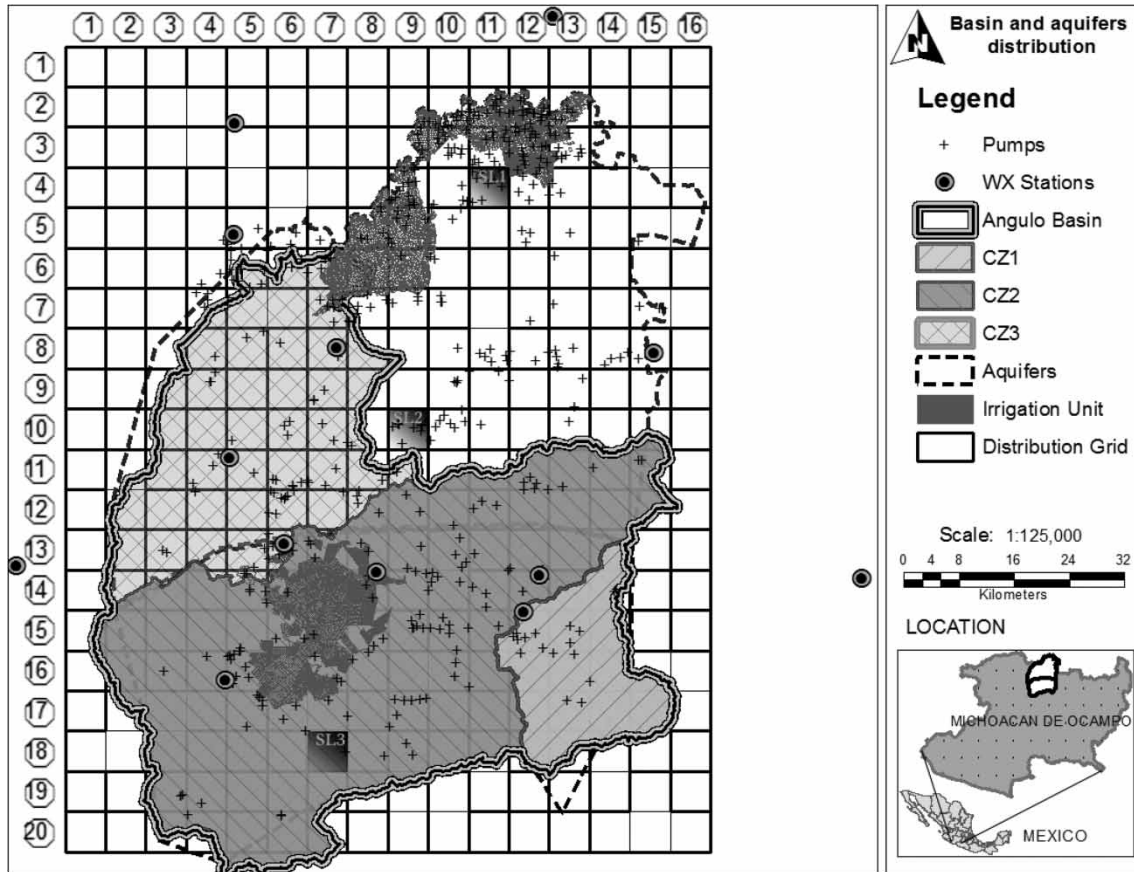 1 2 3 4 5 6 7 8 9 10 11 12 13 14 15 16
1
2
3
4
5
6
7
8
9
10
11
12
13
14
15
16
17
18
19
20
SL1
SL2
SL3
N
Basin and aquifers
distribution
Legend
Pumps
WX Stations
Angulo Basin
CZ1
CZ2
CZ3
Aquifers
Irrigation Unit
Distribution Grid
Scale: 1:125,000
0 4 8 16 24 32
Kilometers
LOCATION
MICHOACAN DE OCAMPO
MEXICO